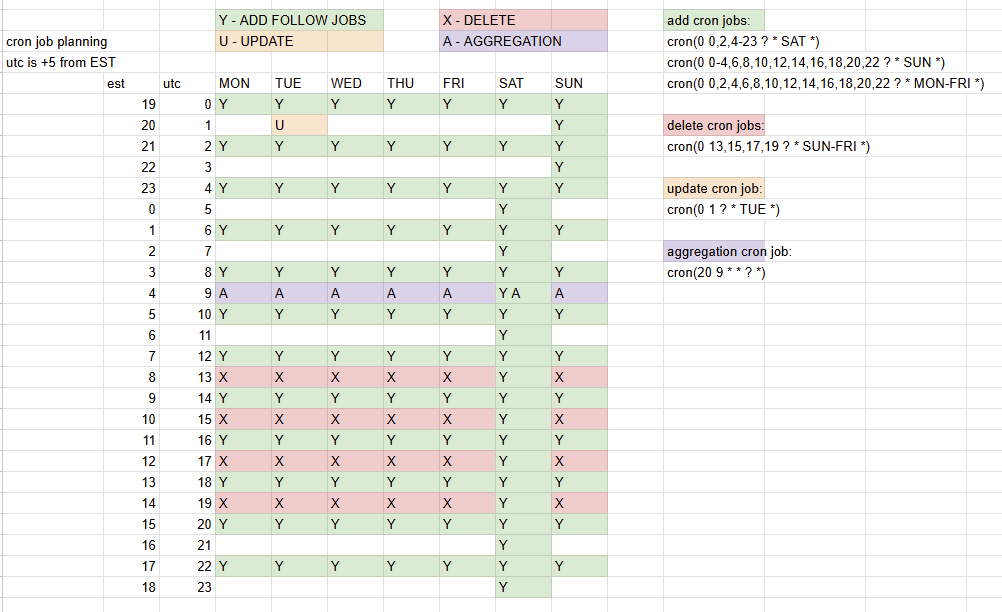 Y - ADD FOLLOW JOBS X - DELETE add cron jobs:
cron job planning U - UPDATE A - AGGREGATION cron(0 0,2,4-23 ? * SAT *)
utc is +5 from EST cron(0 0-4,6,8,10,12,14,16,18,20,22 ? * SUN *)
est utc MON TUE WED THU FRI SAT SUN cron(0 0,2,4,6,8,10,12,14,16,18,20,22 ? * MON-FRI *)
19 0 Y Y Y Y Y Y Y
20 1 U Y delete cron jobs:
21 2 Y Y Y Y Y Y Y cron(0 13,15,17,19 ? * SUN-FRI *)
22 3 Y
23 4 Y Y Y Y Y Y Y update cron job:
0 5 Y cron(0 1 ? * TUE *)
1 6 Y Y Y Y Y Y Y
2 7 Y aggregation cron job:
3 8 Y Y Y Y Y Y Y cron(20 9 * * ? *)
4 9 A A A A A Y A A
5 10 Y Y Y Y Y Y Y
6 11 Y
7 12 Y Y Y Y Y Y Y
8 13 X X X X X Y X
9 14 Y Y Y Y Y Y Y
10 15 X X X X X Y X
11 16 Y Y Y Y Y Y Y
12 17 X X X X X Y X
13 18 Y Y Y Y Y Y Y
14 19 X X X X X Y X
15 20 Y Y Y Y Y Y Y
16 21 Y
17 22 Y Y Y Y Y Y Y
18 23 Y